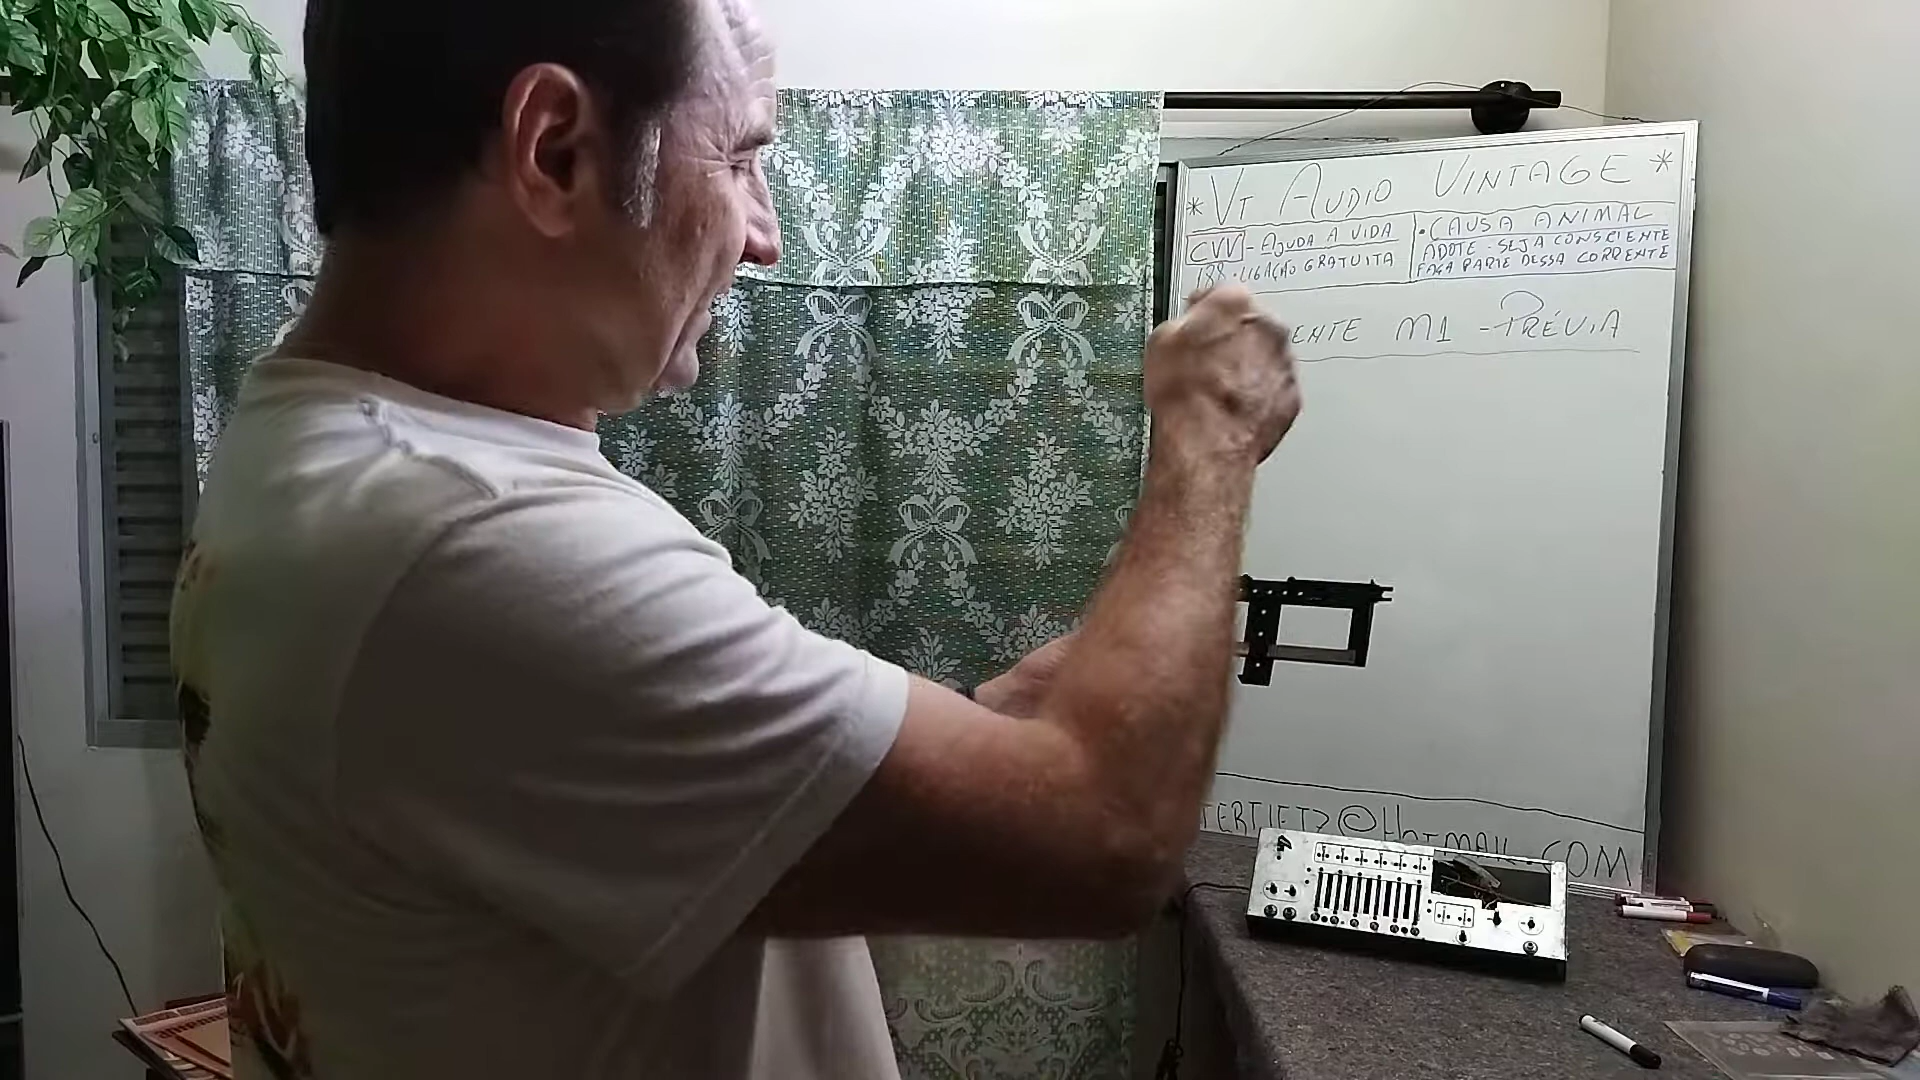 * VT AUDIO VINTAGE *
CVV - AJUDA A VIDA
188 • LIGAÇÃO GRATUITA
• CAUSA ANIMAL
ADOTE - SEJA CONSCIENTE
FAÇA PARTE DESSA CORRENTE
ENTE M1 - PRÉVIA
@HOTMAIL.COM